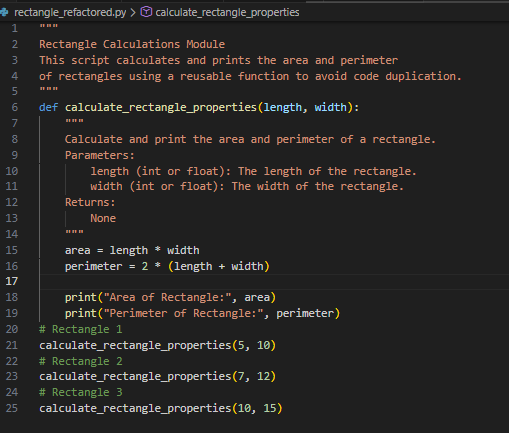 rectangle_refactored.py > calculate_rectangle_properties
1 """
2 Rectangle Calculations Module
3 This script calculates and prints the area and perimeter
4 of rectangles using a reusable function to avoid code duplication.
5 """
6 def calculate_rectangle_properties(length, width):
7     """
8     Calculate and print the area and perimeter of a rectangle.
9     Parameters:
10         length (int or float): The length of the rectangle.
11         width (int or float): The width of the rectangle.
12     Returns:
13         None
14     """
15     area = length * width
16     perimeter = 2 * (length + width)
17
18     print("Area of Rectangle:", area)
19     print("Perimeter of Rectangle:", perimeter)
20 # Rectangle 1
21 calculate_rectangle_properties(5, 10)
22 # Rectangle 2
23 calculate_rectangle_properties(7, 12)
24 # Rectangle 3
25 calculate_rectangle_properties(10, 15)